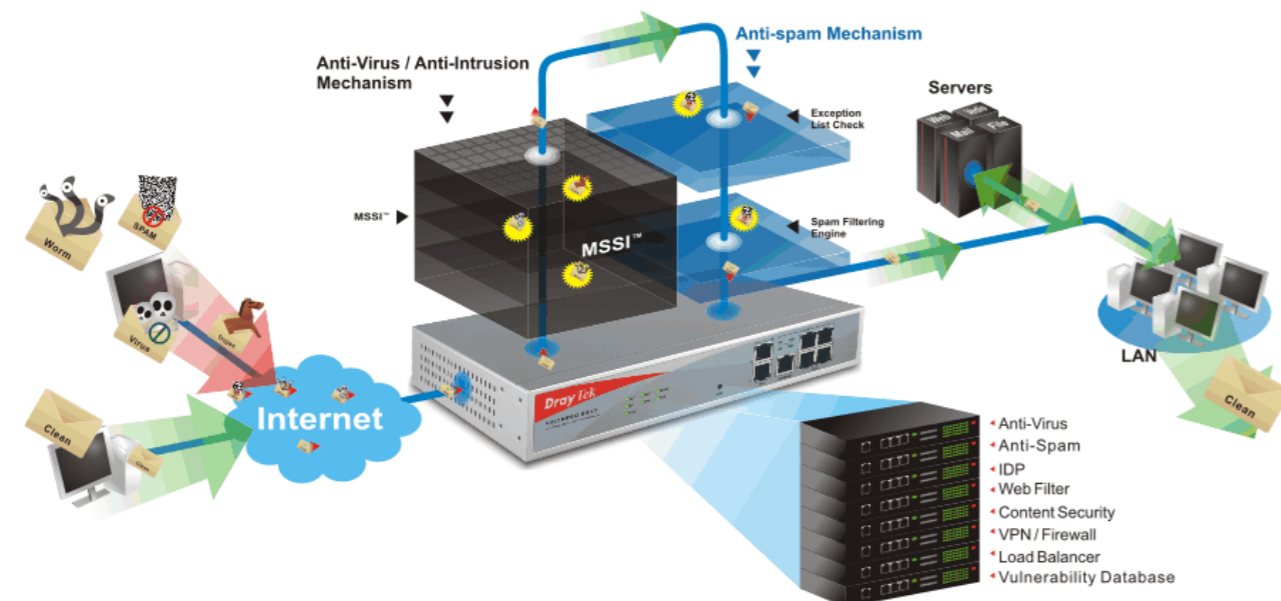 Anti-spam Mechanism
Anti-Virus / Anti-Intrusion
Mechanism
Servers
Exception
List Check
Web
Mail
File
MSSI™
MSSI™
Spam Filtering
Engine
Worm
SPAM
Virus
Clean
Clean
Internet
DrayTek
LAN
Clean
Anti-Virus
Anti-Spam
IDP
Web Filter
Content Security
VPN / Firewall
Load Balancer
Vulnerability Database